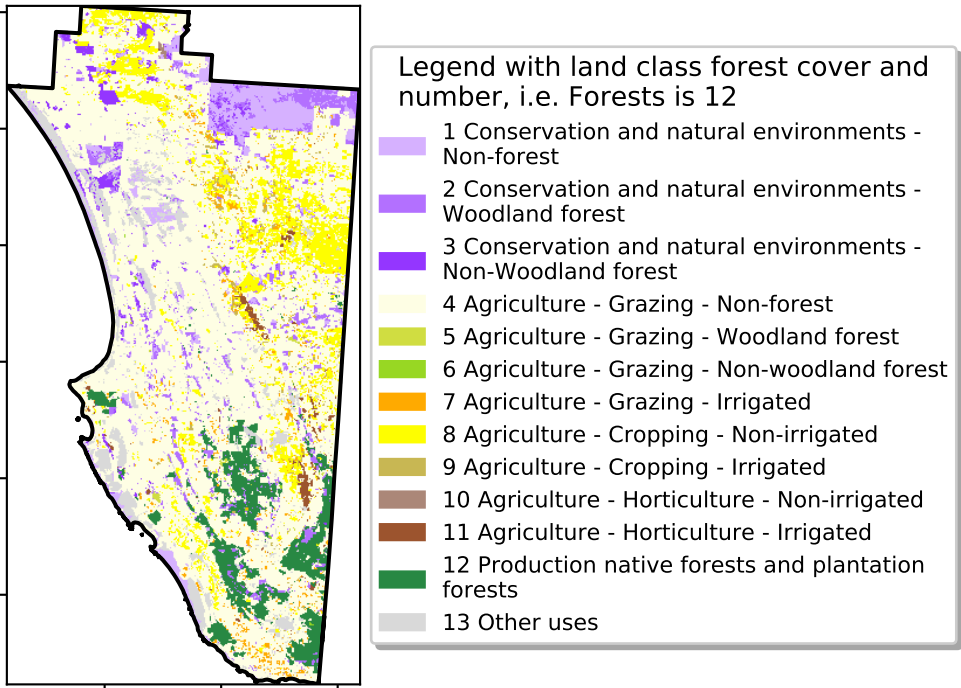 Legend with land class forest cover and
number, i.e. Forests is 12
1 Conservation and natural environments -
Non-forest
2 Conservation and natural environments -
Woodland forest
3 Conservation and natural environments -
Non-Woodland forest
4 Agriculture - Grazing - Non-forest
5 Agriculture - Grazing - Woodland forest
6 Agriculture - Grazing - Non-woodland forest
7 Agriculture - Grazing - Irrigated
8 Agriculture - Cropping - Non-irrigated
9 Agriculture - Cropping - Irrigated
10 Agriculture - Horticulture - Non-irrigated
11 Agriculture - Horticulture - Irrigated
12 Production native forests and plantation
forests
13 Other uses